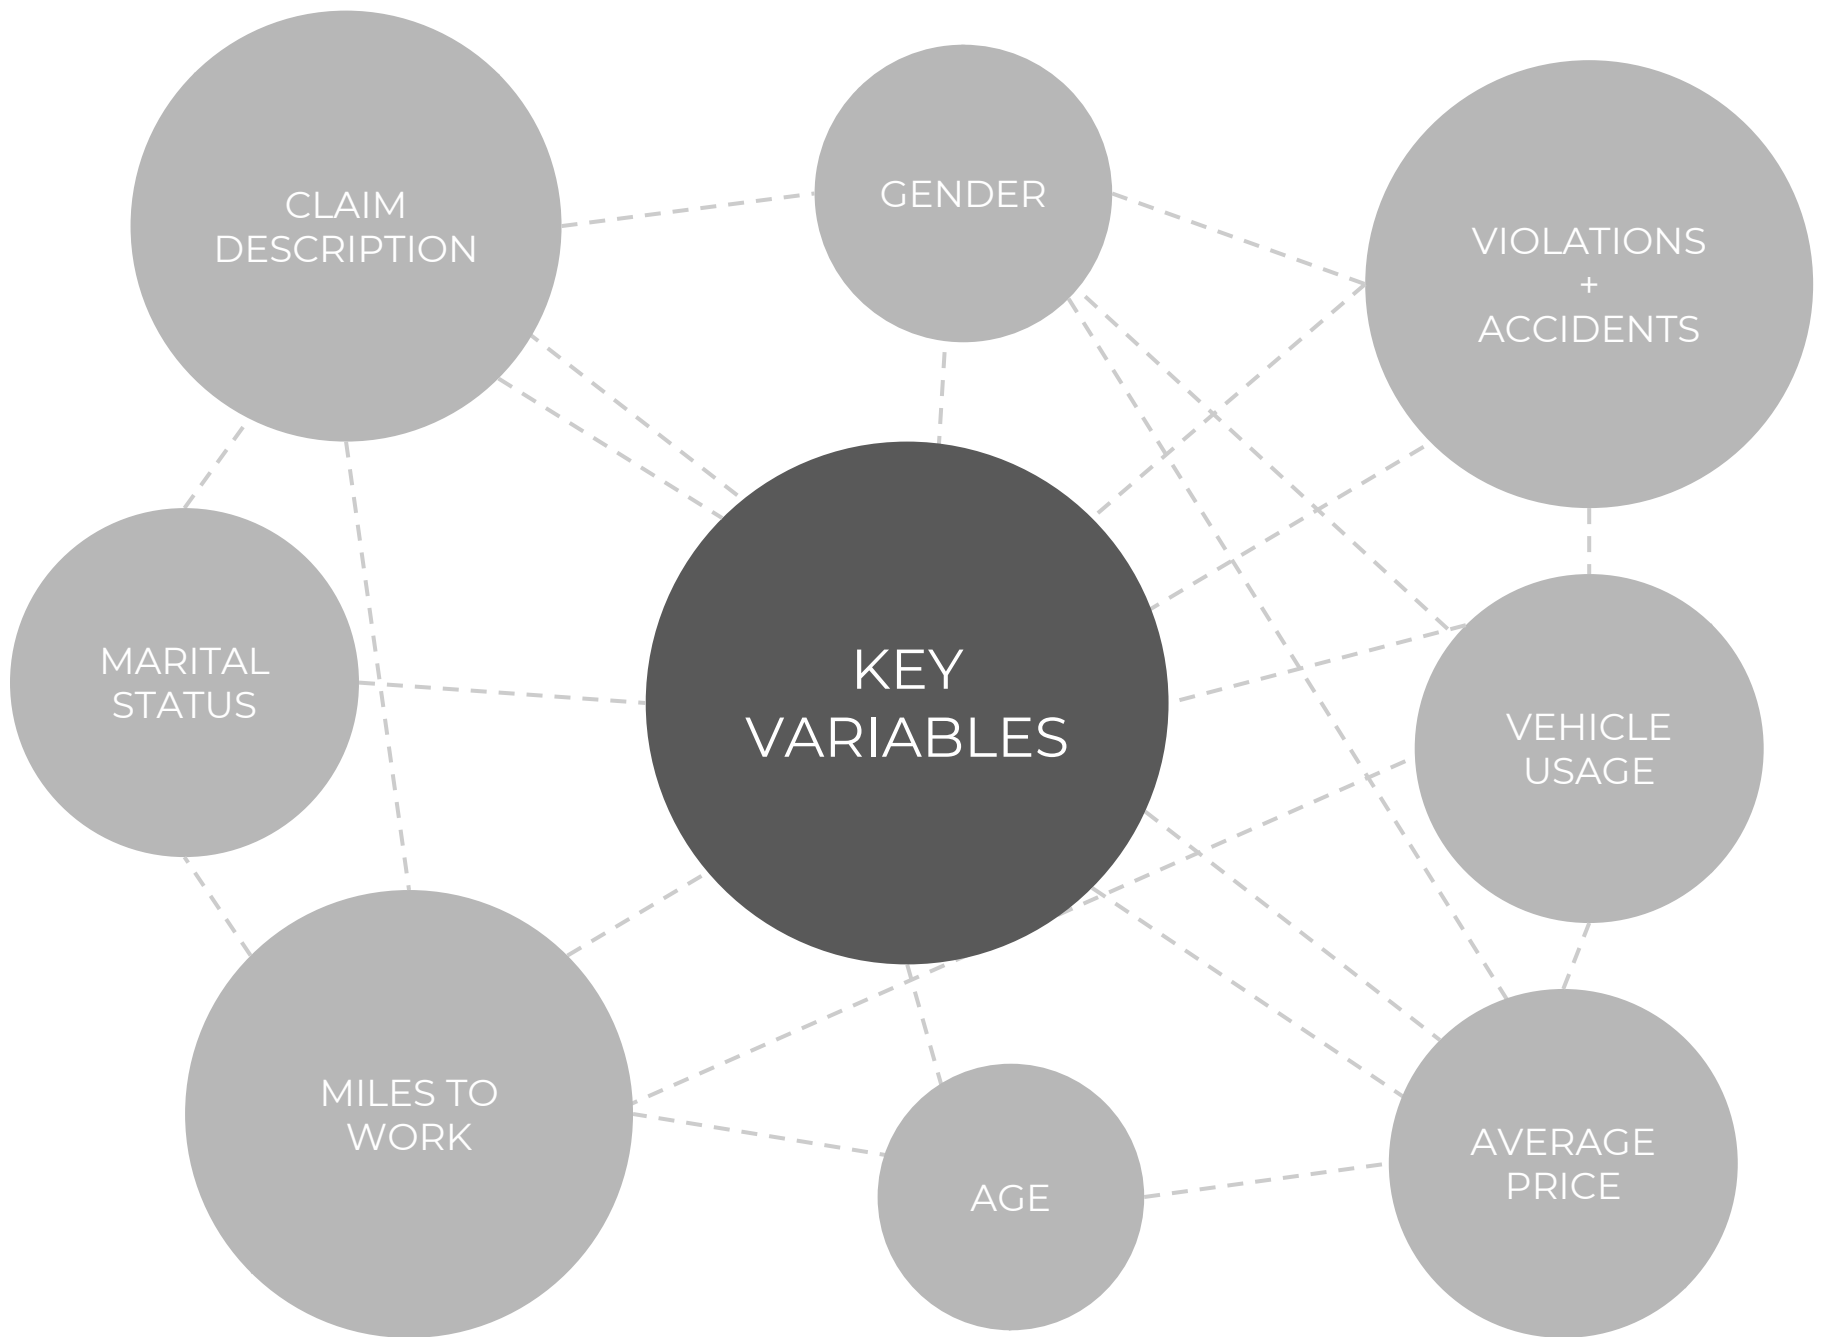 CLAIM
DESCRIPTION
GENDER
VIOLATIONS
+
ACCIDENTS
MARITAL
STATUS
KEY
VARIABLES
VEHICLE
USAGE
MILES TO
WORK
AGE
AVERAGE
PRICE